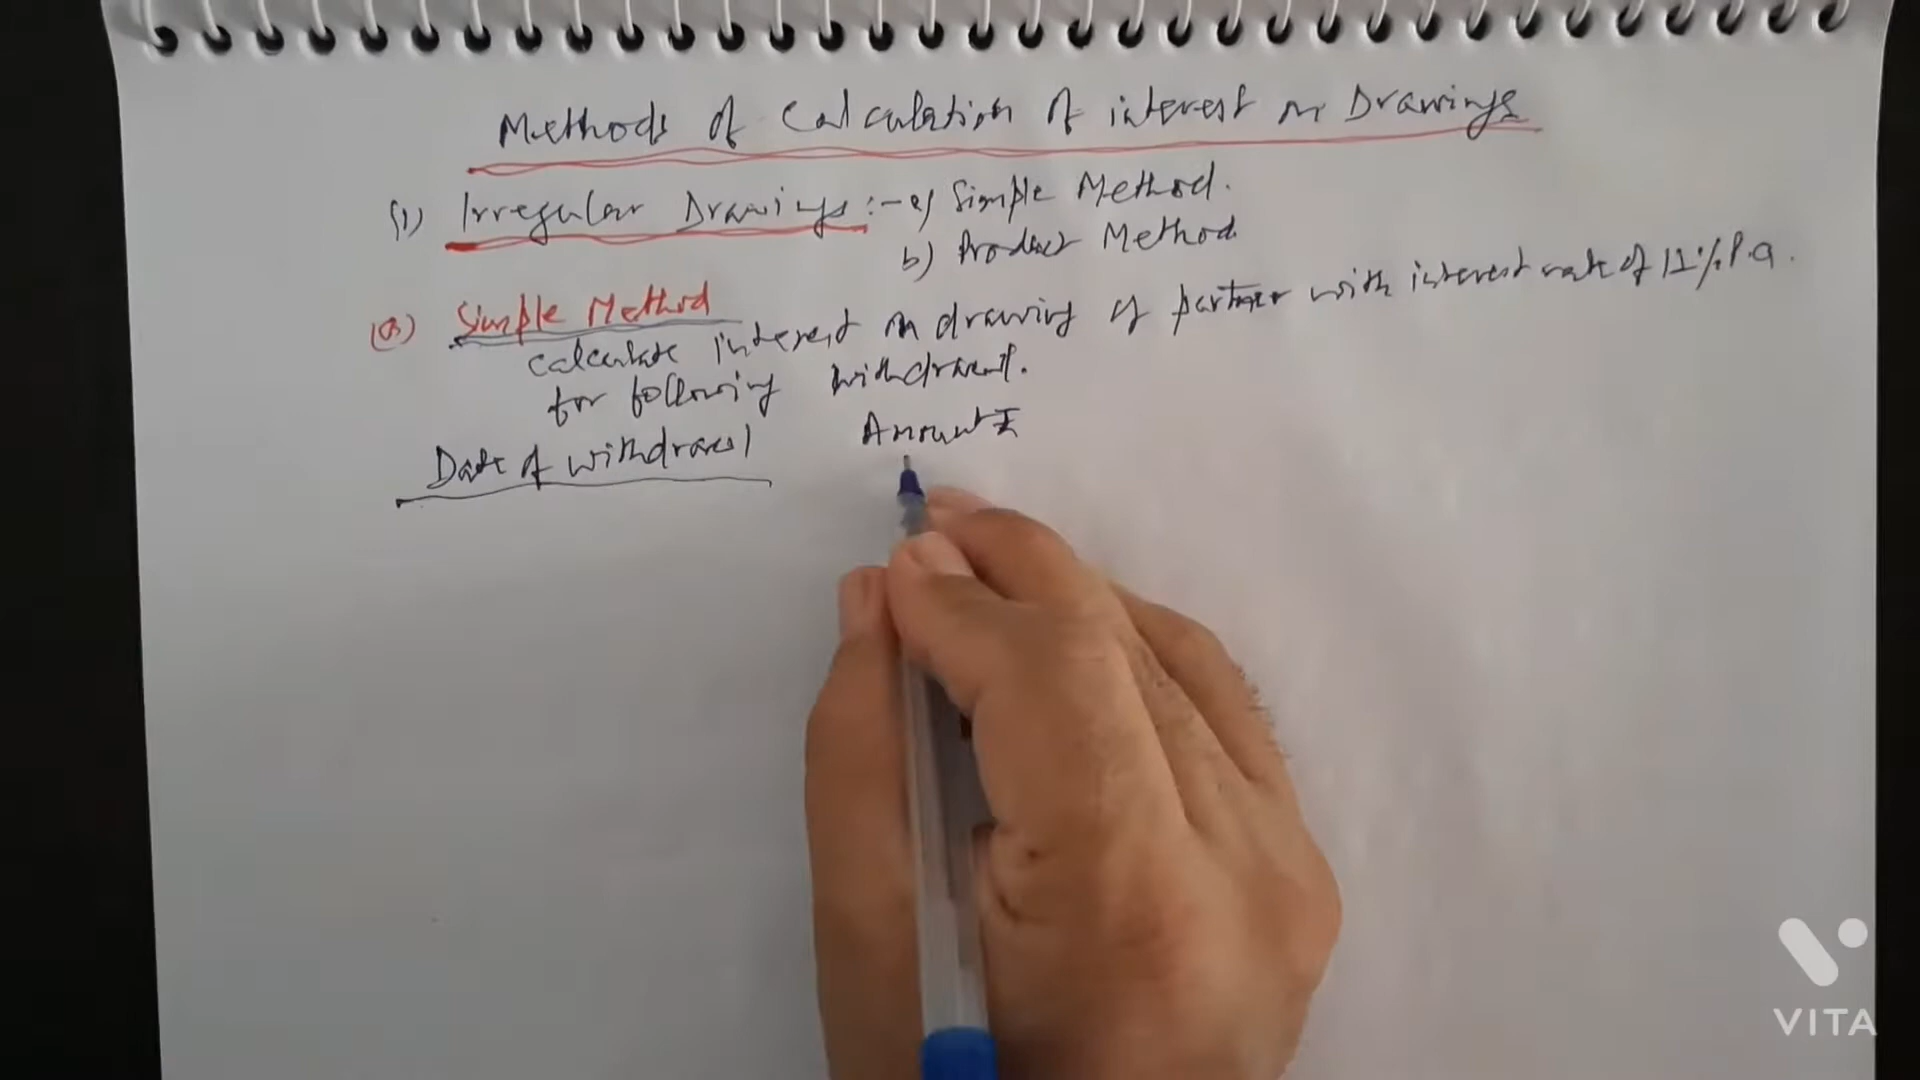 Methods of Calculation of interest on Drawings
(1) Irregular Drawings :- a) Simple Method.
b) Product Method
(a) Simple Method
calculate interest on drawing of partner with interest rate of 12% P.a.
for following withdrawal.
Date of withdrawal Amount ₹
VITA